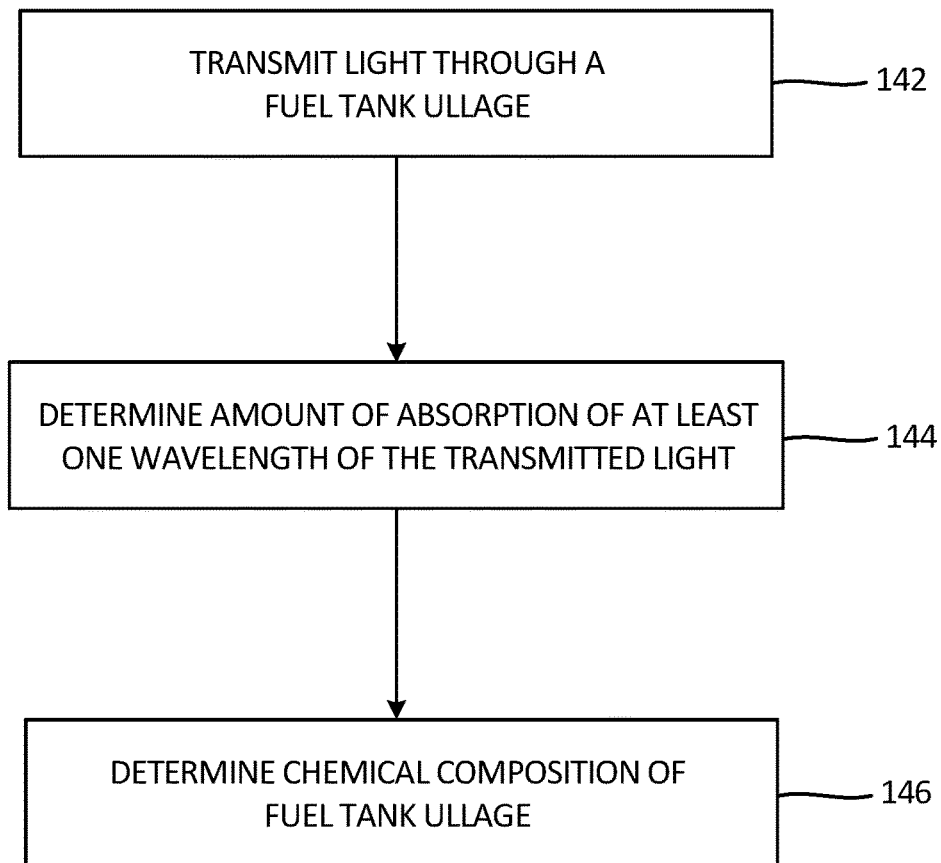 TRANSMIT LIGHT THROUGH A
FUEL TANK ULLAGE
142
DETERMINE AMOUNT OF ABSORPTION OF AT LEAST
ONE WAVELENGTH OF THE TRANSMITTED LIGHT
144
DETERMINE CHEMICAL COMPOSITION OF
FUEL TANK ULLAGE
146